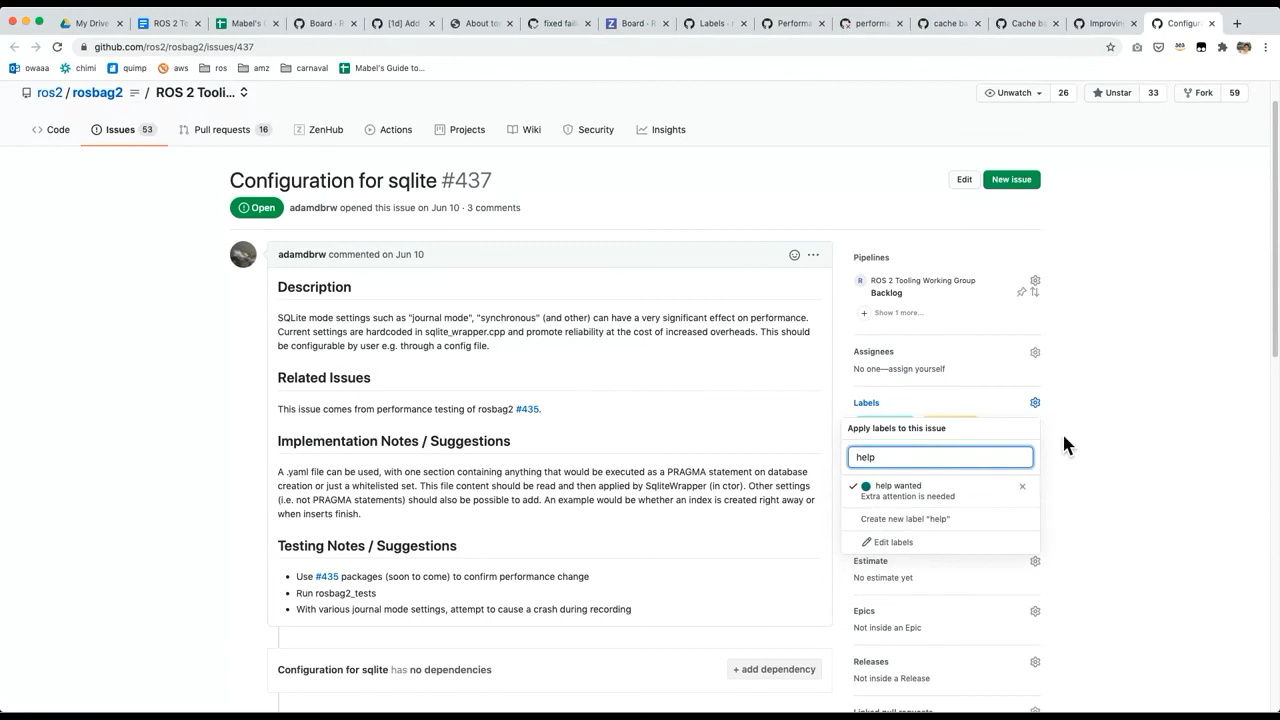 My Drive
ROS 2 T
Mabel's G
Board · R
[1d] Add
About to
fixed faile
Board · R
Labels ·
Performa
performa
cache ba
Cache b
Improvin
Configur
github.com/ros2/rosbag2/issues/437
owaaa
chimi
quimp
aws
ros
amz
carnaval
Mabel's Guide to...
ros2 / rosbag2 / ROS 2 Tooli...
Unwatch 26
Unstar 33
Fork 59
Code
Issues 53
Pull requests 16
ZenHub
Actions
Projects
Wiki
Security
Insights
Configuration for sqlite #437
Edit
New issue
Open
adamdbrw opened this issue on Jun 10 · 3 comments
adamdbrw commented on Jun 10
Description
SQLite mode settings such as "journal mode", "synchronous" (and other) can have a very significant effect on performance.
Current settings are hardcoded in sqlite_wrapper.cpp and promote reliability at the cost of increased overheads. This should
be configurable by user e.g. through a config file.
Related Issues
This issue comes from performance testing of rosbag2 #435.
Implementation Notes / Suggestions
A .yaml file can be used, with one section containing anything that would be executed as a PRAGMA statement on database
creation or just a whitelisted set. This file content should be read and then applied by SqliteWrapper (in ctor). Other settings
(i.e. not PRAGMA statements) should also be possible to add. An example would be whether an index is created right away or
when inserts finish.
Testing Notes / Suggestions
• Use #435 packages (soon to come) to confirm performance change
• Run rosbag2_tests
• With various journal mode settings, attempt to cause a crash during recording
Configuration for sqlite has no dependencies
+ add dependency
Pipelines
R ROS 2 Tooling Working Group
Backlog
+ Show 1 more...
Assignees
No one—assign yourself
Labels
Apply labels to this issue
help
help wanted
Extra attention is needed
Create new label "help"
Edit labels
Estimate
No estimate yet
Epics
Not inside an Epic
Releases
Not inside a Release
Linked pull requests